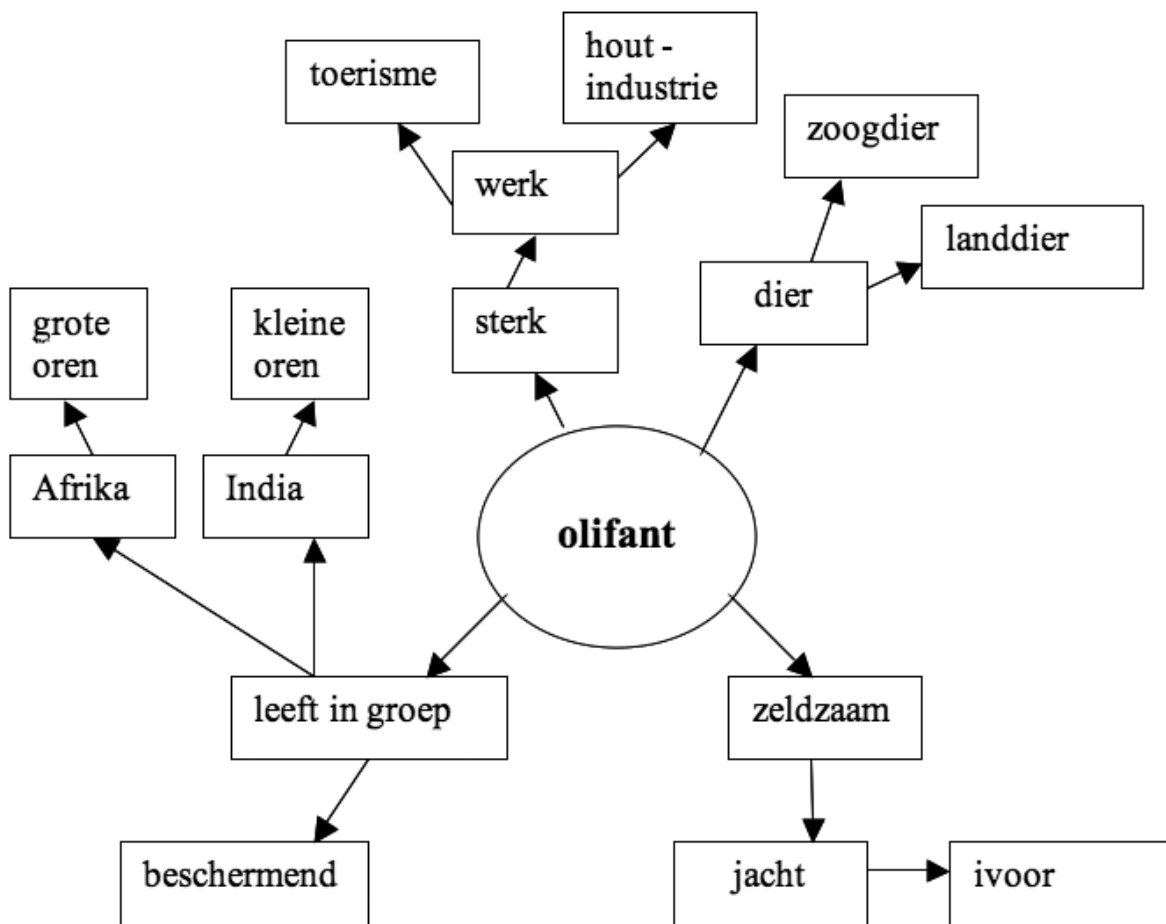 toerisme
hout -
industrie
zoogdier
werk
landdier
dier
sterk
grote
oren
kleine
oren
Afrika
India
olifant
leeft in groep
zeldzaam
beschermend
jacht
ivoor